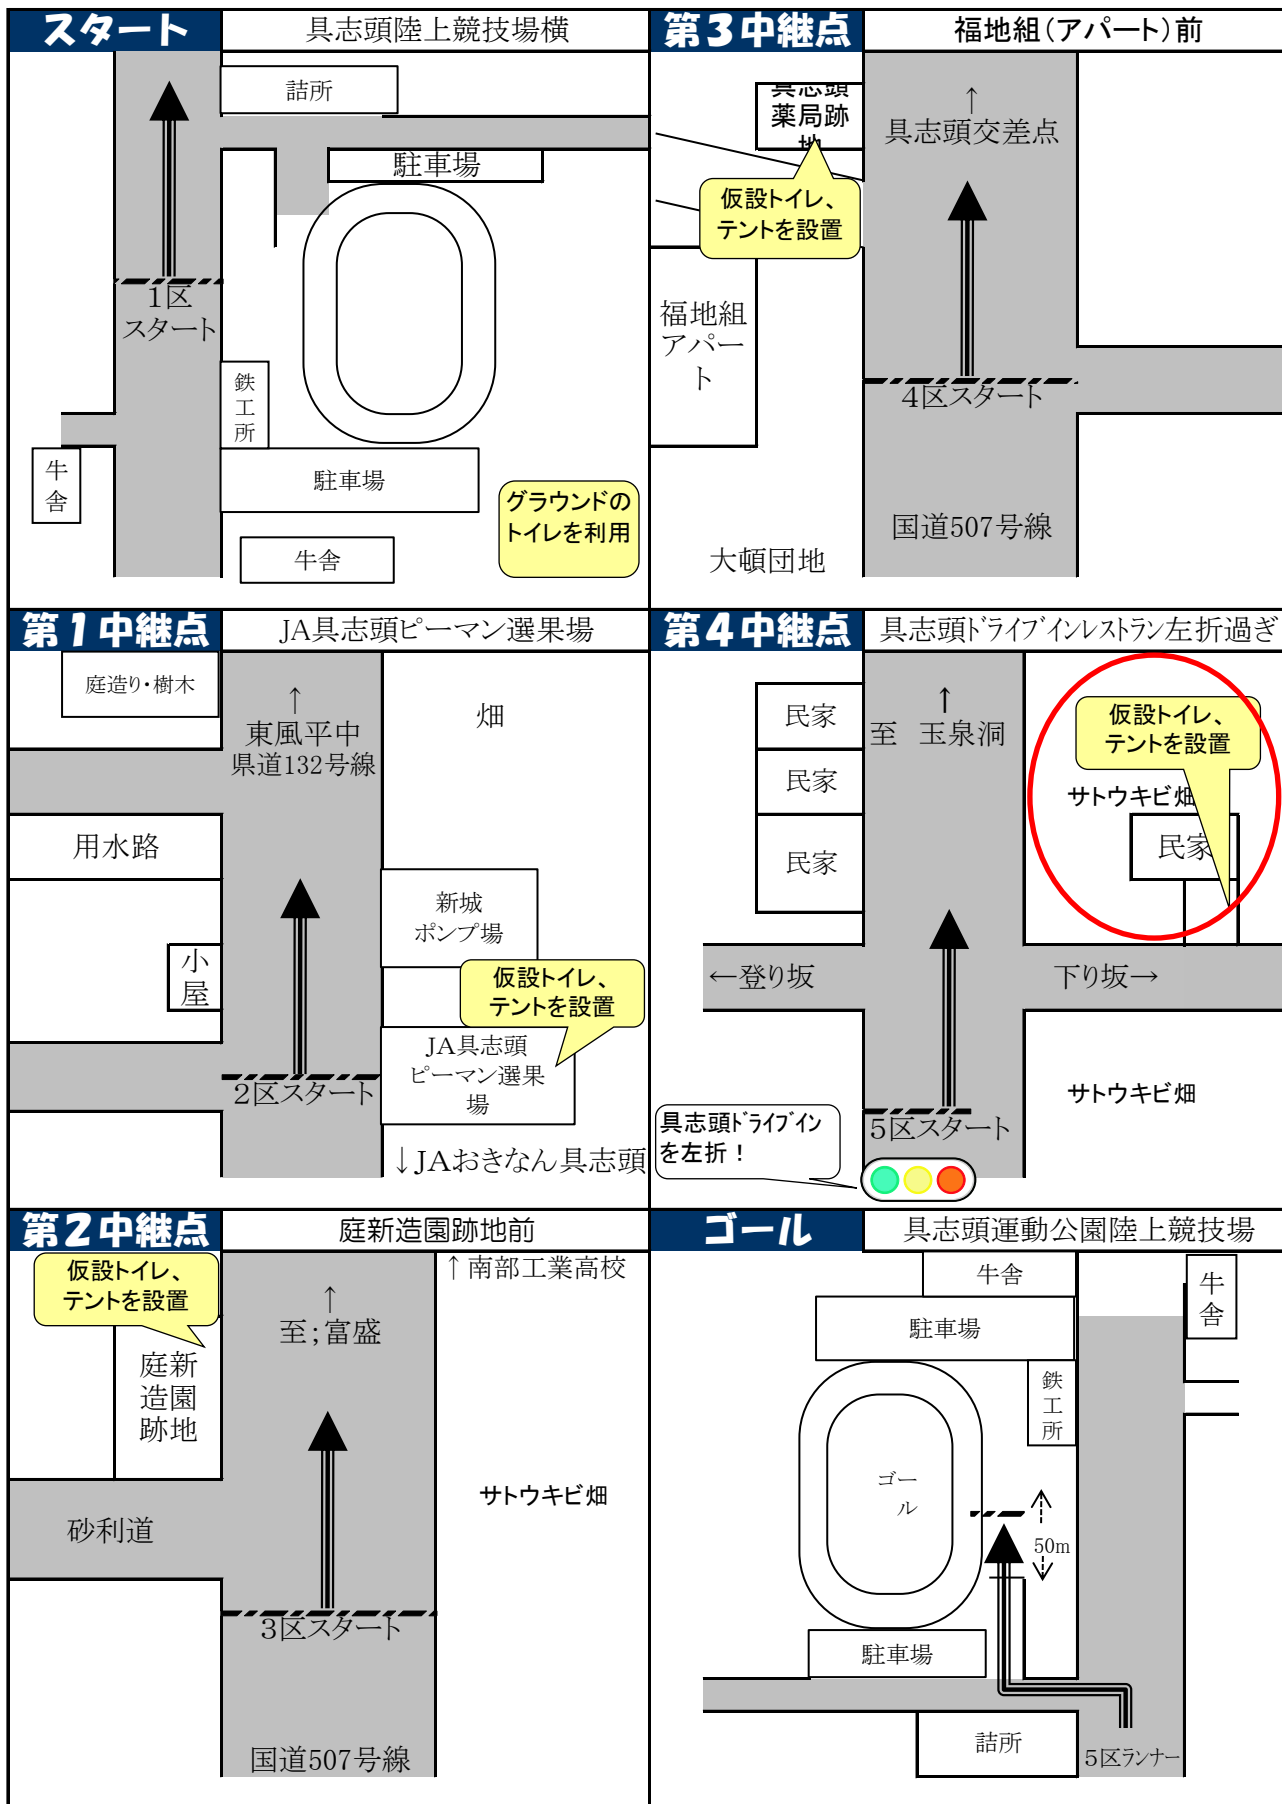 スタート
具志頭陸上競技場横
詰所
駐車場
1区
スタート
鉄
工
所
牛
舎
駐車場
牛舎
グラウンドの
トイレを利用
第3中継点
福地組(アパート)前
具志頭
薬局跡
地
↑
具志頭交差点
仮設トイレ、
テントを設置
福地組
アパー
ト
4区スタート
国道507号線
大頓団地
第1中継点
JA具志頭ピーマン選果場
庭造り・樹木
↑
東風平中
県道132号線
畑
用水路
新城
ポンプ場
小
屋
仮設トイレ、
テントを設置
JA具志頭
ピーマン選果
場
2区スタート
↓JAおきなん具志頭
第4中継点
具志頭ドライブインレストラン左折過ぎ
民家
民家
民家
↑
至 玉泉洞
仮設トイレ、
テントを設置
サトウキビ畑
民家
←登り坂
下り坂→
サトウキビ畑
5区スタート
具志頭ドライブイン
を左折!
第2中継点
庭新造園跡地前
仮設トイレ、
テントを設置
↑南部工業高校
↑
至;富盛
庭新
造園
跡地
サトウキビ畑
砂利道
3区スタート
国道507号線
ゴール
具志頭運動公園陸上競技場
牛舎
牛
舎
駐車場
鉄
工
所
ゴー
ル
50m
駐車場
詰所
5区ランナー